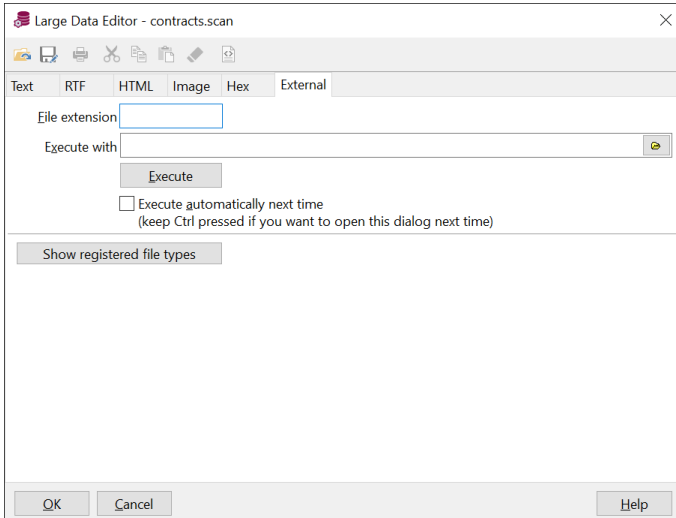 Large Data Editor - contracts.scan
Text RTF HTML Image Hex External
File extension
Execute with
Execute
Execute automatically next time
(keep Ctrl pressed if you want to open this dialog next time)
Show registered file types
OK Cancel Help